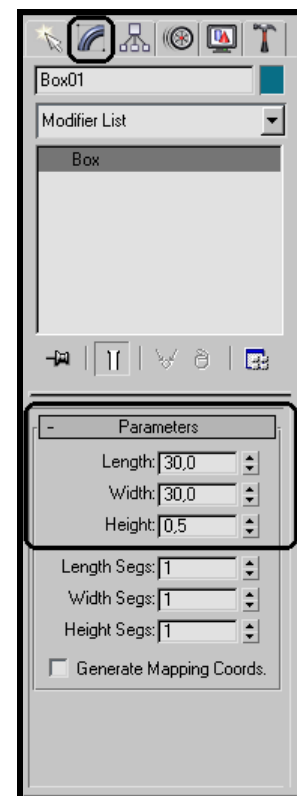 Box01
Modifier List
Box
- Parameters
Length: 30,0
Width: 30,0
Height: 0,5
Length Segs: 1
Width Segs: 1
Height Segs: 1
Generate Mapping Coords.